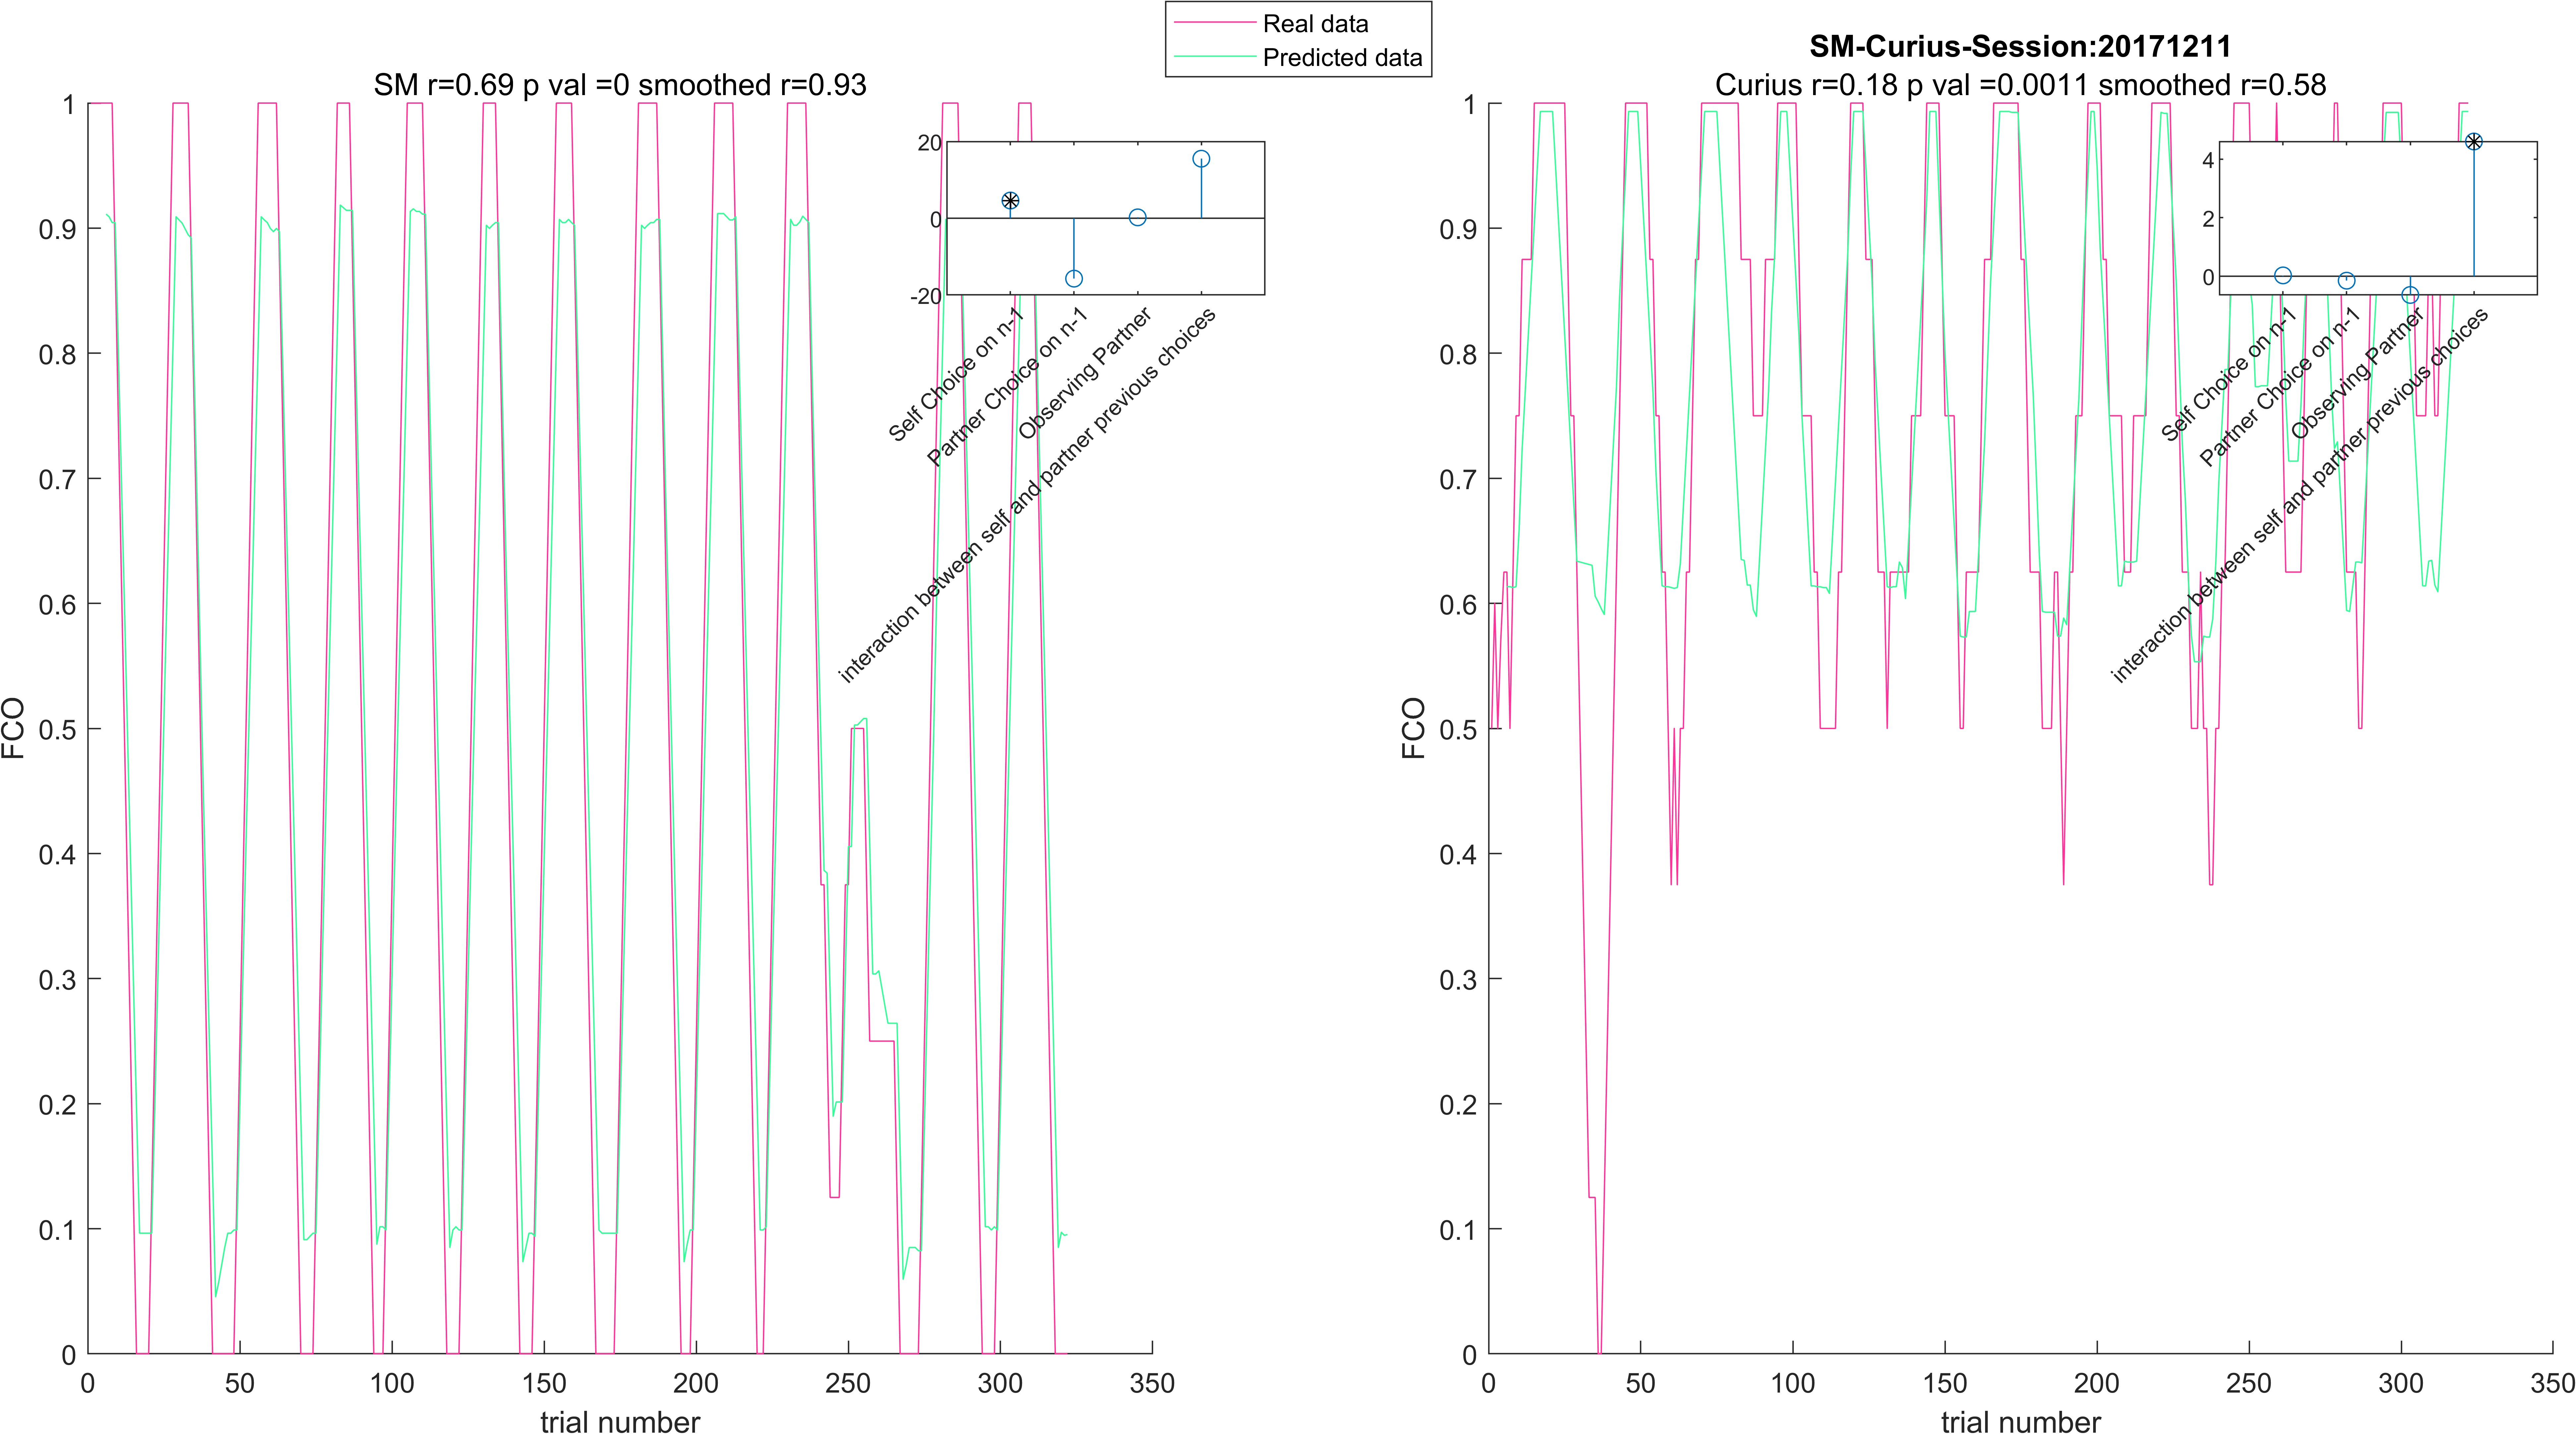 Real data
Predicted data
SM r=0.69 p val =0 smoothed r=0.93
1
0.9
0.8
0.7
0.6
0.5
0.4
0.3
0.2
0.1
0
FCO
0
50
100
150
200
250
300
350
trial number
20
0
-20
Self Choice on n-1
Partner Choice on n-1
Observing Partner
interaction between self and partner previous choices
SM-Curius-Session:20171211
Curius r=0.18 p val =0.0011 smoothed r=0.58
1
0.9
0.8
0.7
0.6
0.5
0.4
0.3
0.2
0.1
0
FCO
0
50
100
150
200
250
300
350
trial number
4
2
0
Self Choice on n-1
Partner Choice on n-1
Observing Partner
interaction between self and partner previous choices